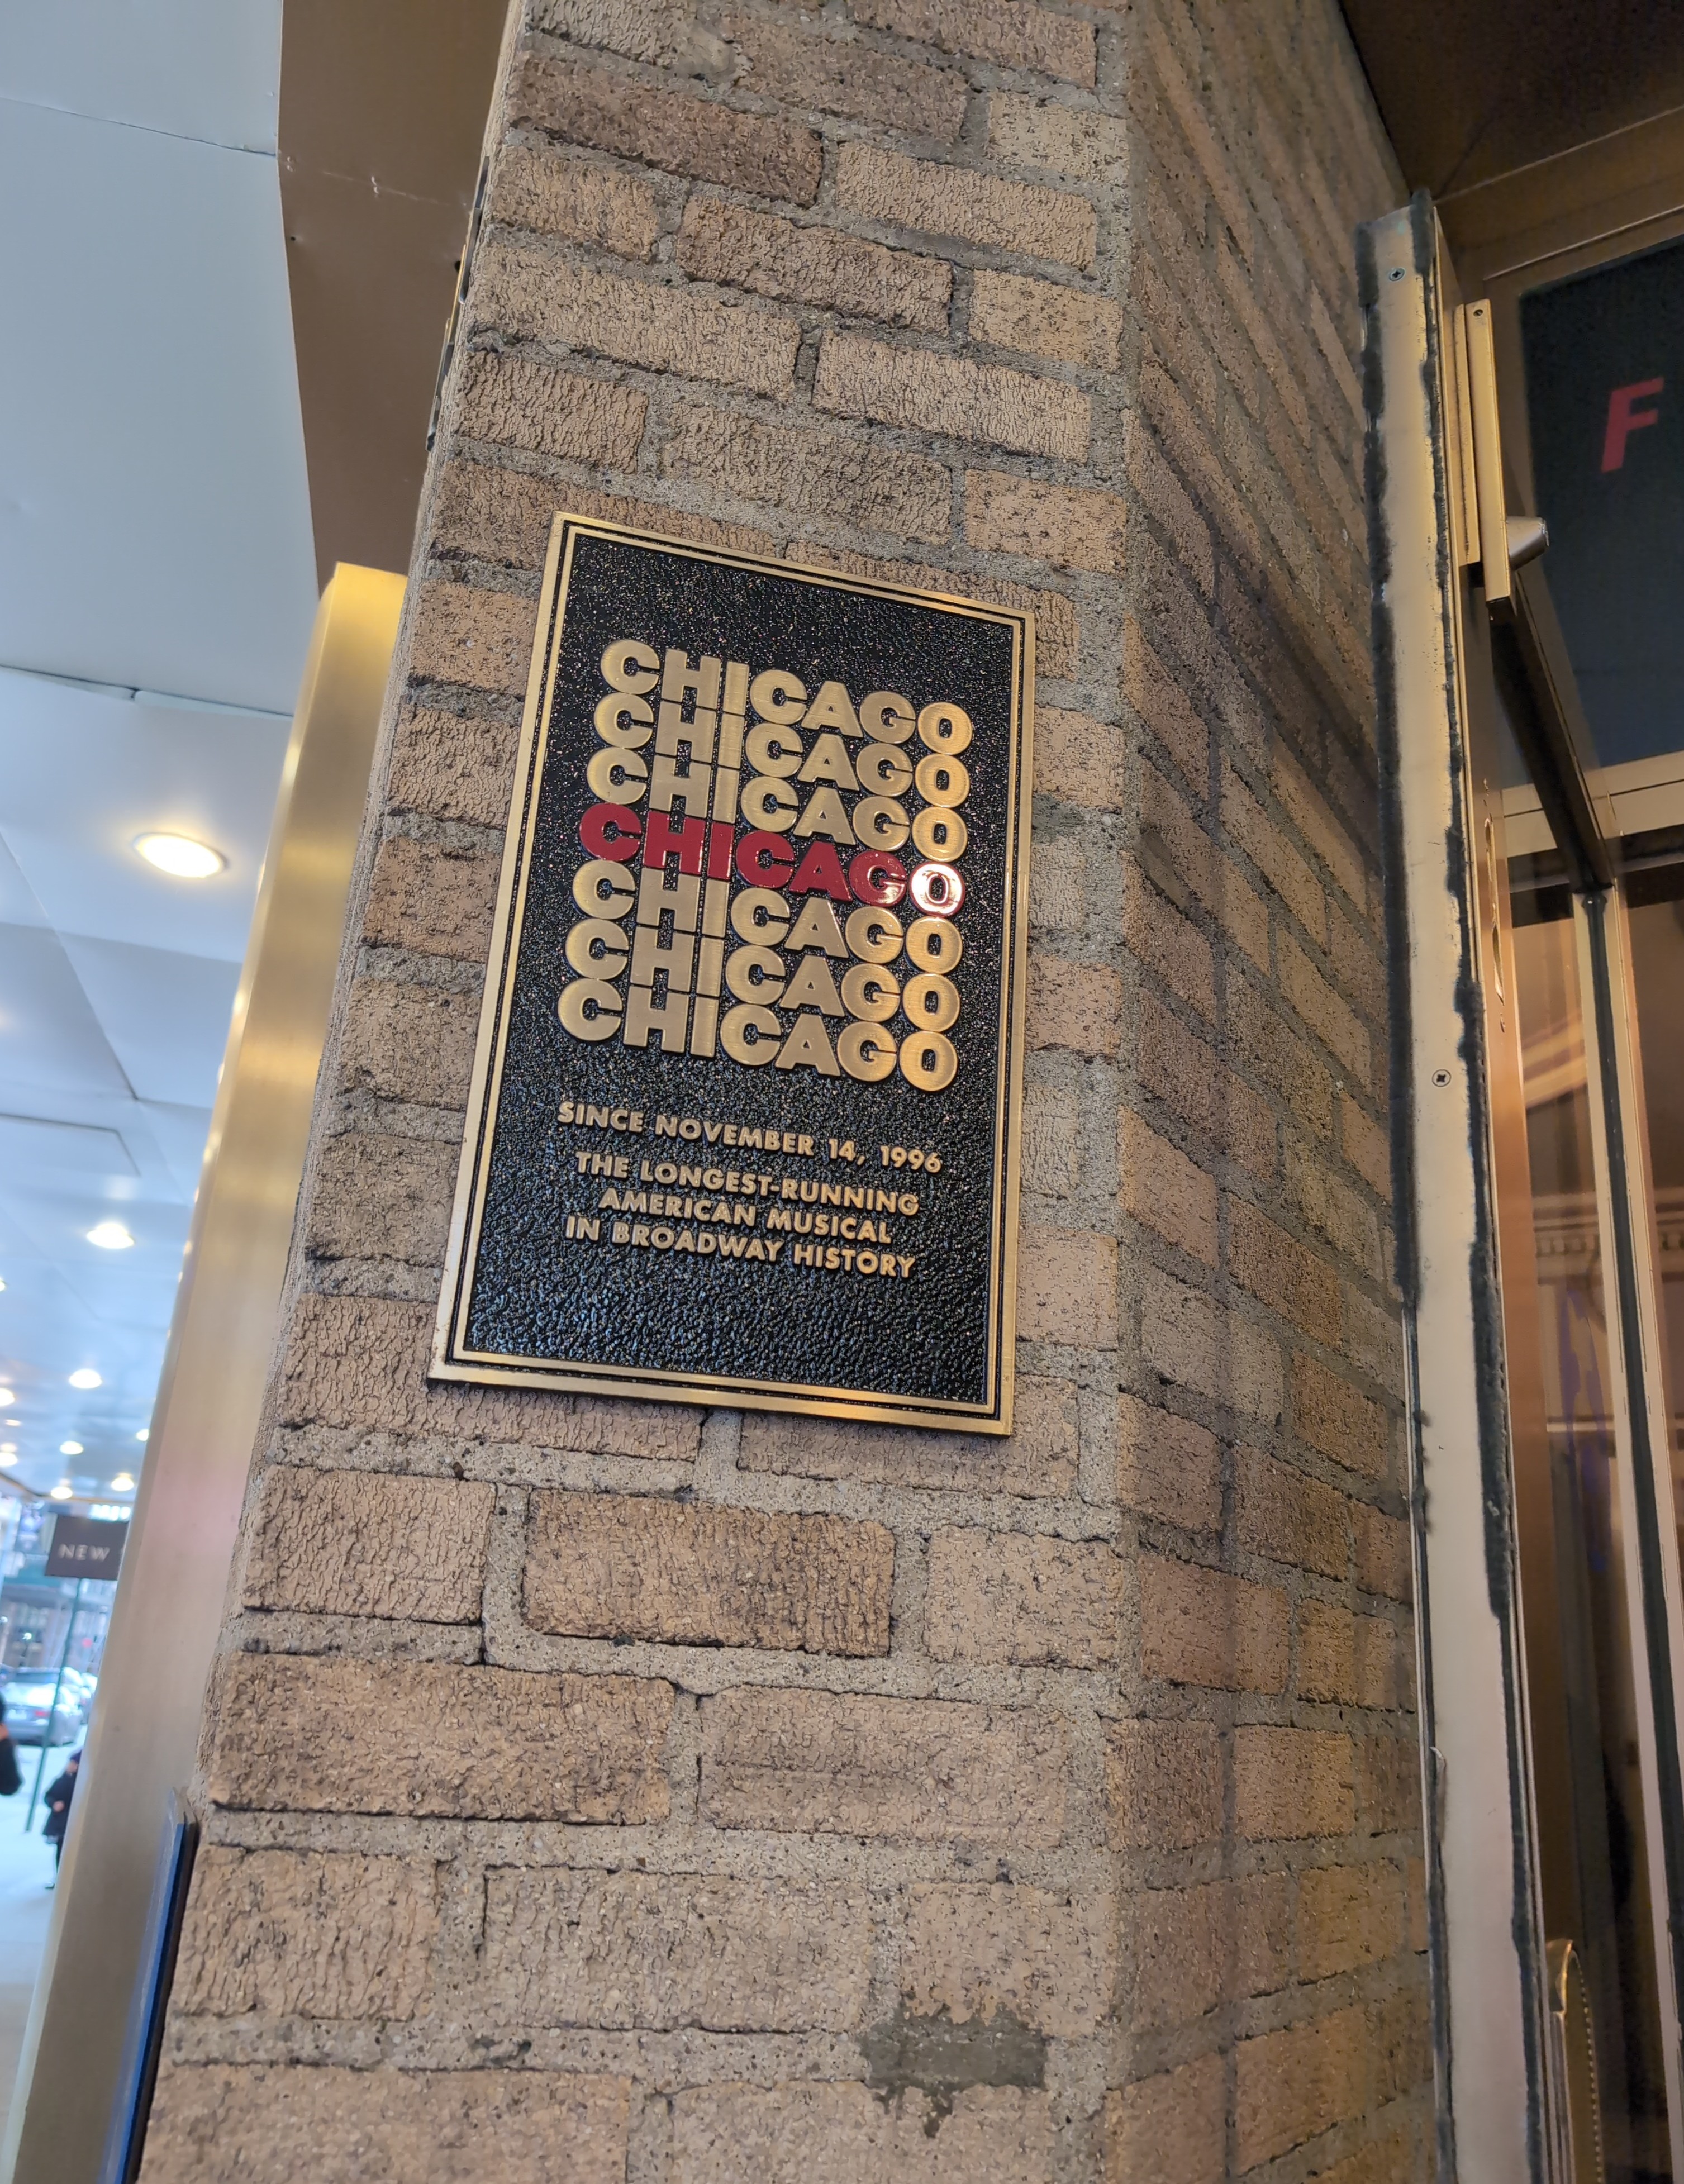 CHICAGO
CHICAGO
CHICAGO
CHICAGO
CHICAGO
CHICAGO
CHICAGO
SINCE NOVEMBER 14, 1996
THE LONGEST-RUNNING
AMERICAN MUSICAL
IN BROADWAY HISTORY
F
NEW